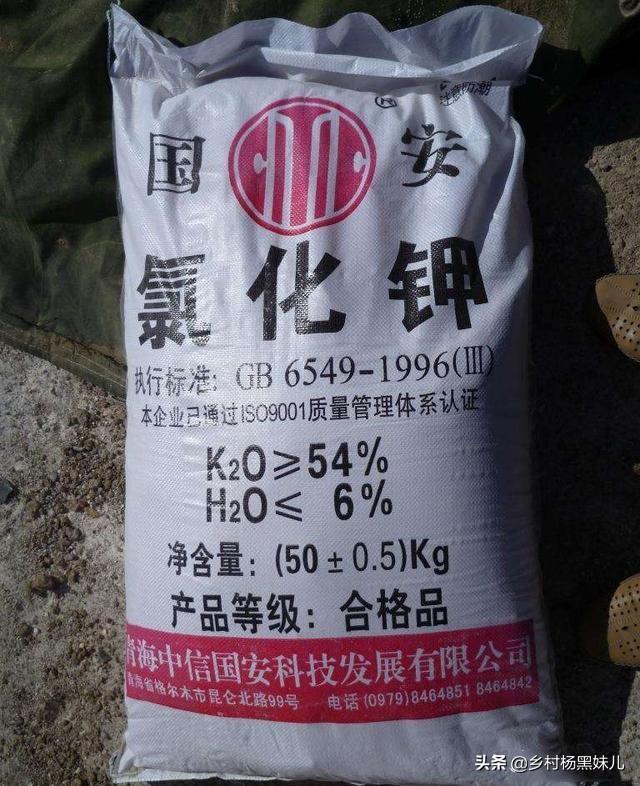 注意防潮
®
国 安
氯化钾
执行标准: GB 6549-1996(Ⅲ)
本企业已通过ISO9001质量管理体系认证
K2O≥54%
H2O≤ 6%
净含量: (50±0.5)Kg
产品等级: 合格品
青海中信国安科技发展有限公司
青海省格尔木市昆仑北路99号 电话(0979)8464851 8464842
头条 @乡村杨黑妹儿